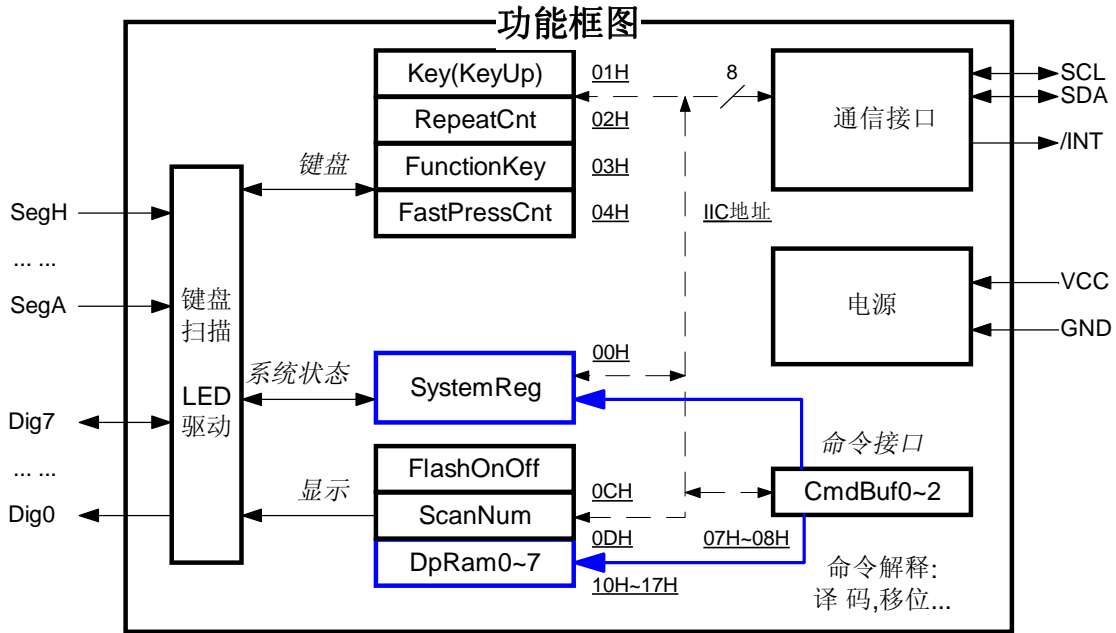 功能框图
Key(KeyUp)
01H
RepeatCnt
02H
FunctionKey
03H
FastPressCnt
04H
键盘
8
通信接口
SCL
SDA
/INT
IIC地址
SegH
... ...
SegA
键盘
扫描
LED
驱动
电源
VCC
GND
系统状态
SystemReg
00H
Dig7
... ...
Dig0
显示
FlashOnOff
0CH
ScanNum
0DH
DpRam0~7
10H~17H
命令接口
CmdBuf0~2
07H~08H
命令解释:
译 码,移位...